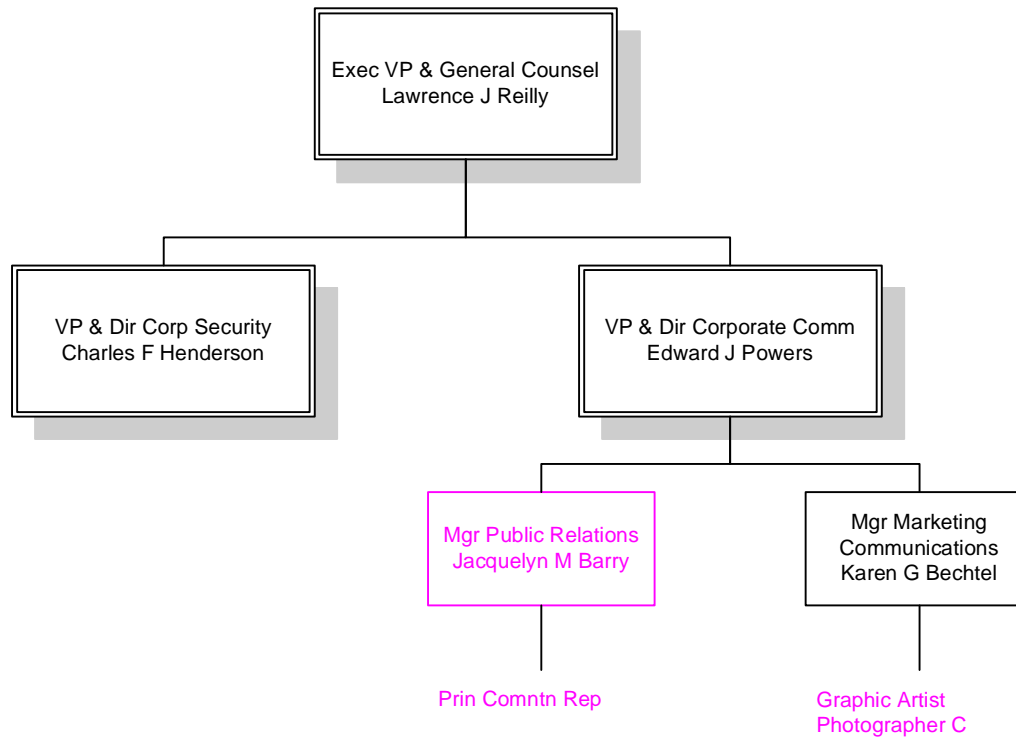 Exec VP & General Counsel
Lawrence J Reilly
VP & Dir Corp Security
Charles F Henderson
VP & Dir Corporate Comm
Edward J Powers
Mgr Public Relations
Jacquelyn M Barry
Mgr Marketing
Communications
Karen G Bechtel
Prin Comntn Rep
Graphic Artist
Photographer C